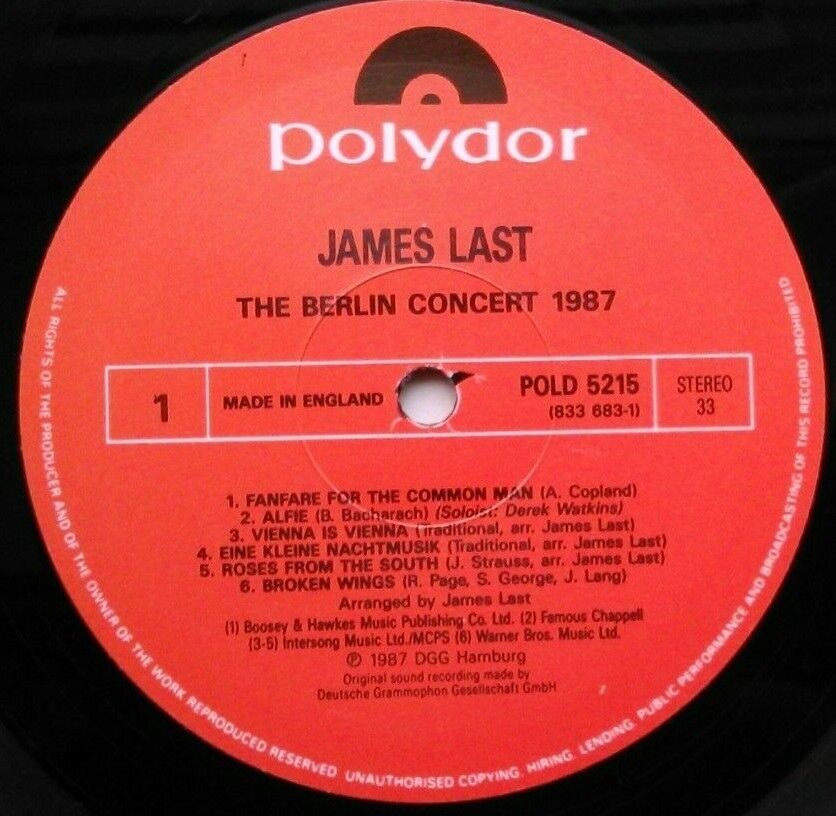 polydor
JAMES LAST
THE BERLIN CONCERT 1987
1
MADE IN ENGLAND
POLD 5215
(833 683-1)
STEREO
33
1. FANFARE FOR THE COMMON MAN (A. Copland)
2. ALFIE (B. Bacharach) (Soloist: Derek Watkins)
3. VIENNA IS VIENNA (Traditional, arr. James Last)
4. EINE KLEINE NACHTMUSIK (Traditional, arr. James Last)
5. ROSES FROM THE SOUTH (J. Strauss, arr. James Last)
6. BROKEN WINGS (R. Page, S. George, J. Lang)
Arranged by James Last
(1) Boosey & Hawkes Music Publishing Co. Ltd. (2) Famous Chappell
(3-5) Intersong Music Ltd./MCPS (6) Warner Bros. Music Ltd.
℗ 1987 DGG Hamburg
Original sound recording made by
Deutsche Grammophon Gesellschaft GmbH
ALL RIGHTS OF THE PRODUCER AND OF THE OWNER OF THE WORK REPRODUCED RESERVED. UNAUTHORISED COPYING, HIRING, LENDING, PUBLIC PERFORMANCE AND BROADCASTING OF THIS RECORD PROHIBITED